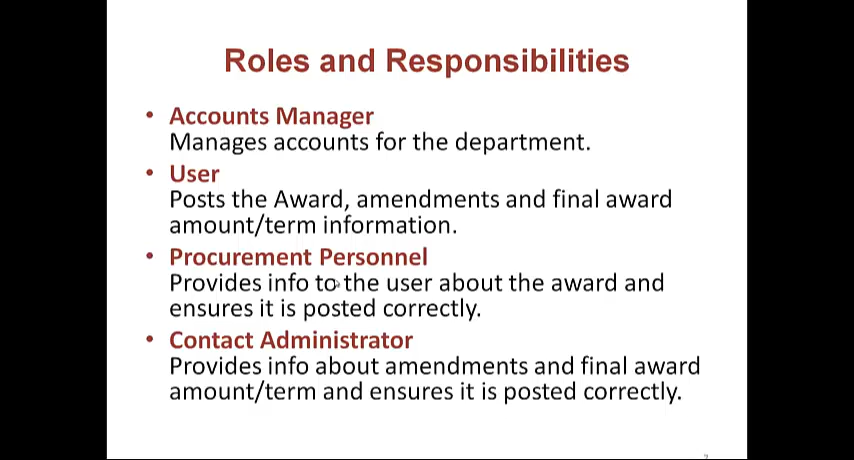 Roles and Responsibilities
• Accounts Manager
Manages accounts for the department.
• User
Posts the Award, amendments and final award
amount/term information.
• Procurement Personnel
Provides info to the user about the award and
ensures it is posted correctly.
• Contact Administrator
Provides info about amendments and final award
amount/term and ensures it is posted correctly.